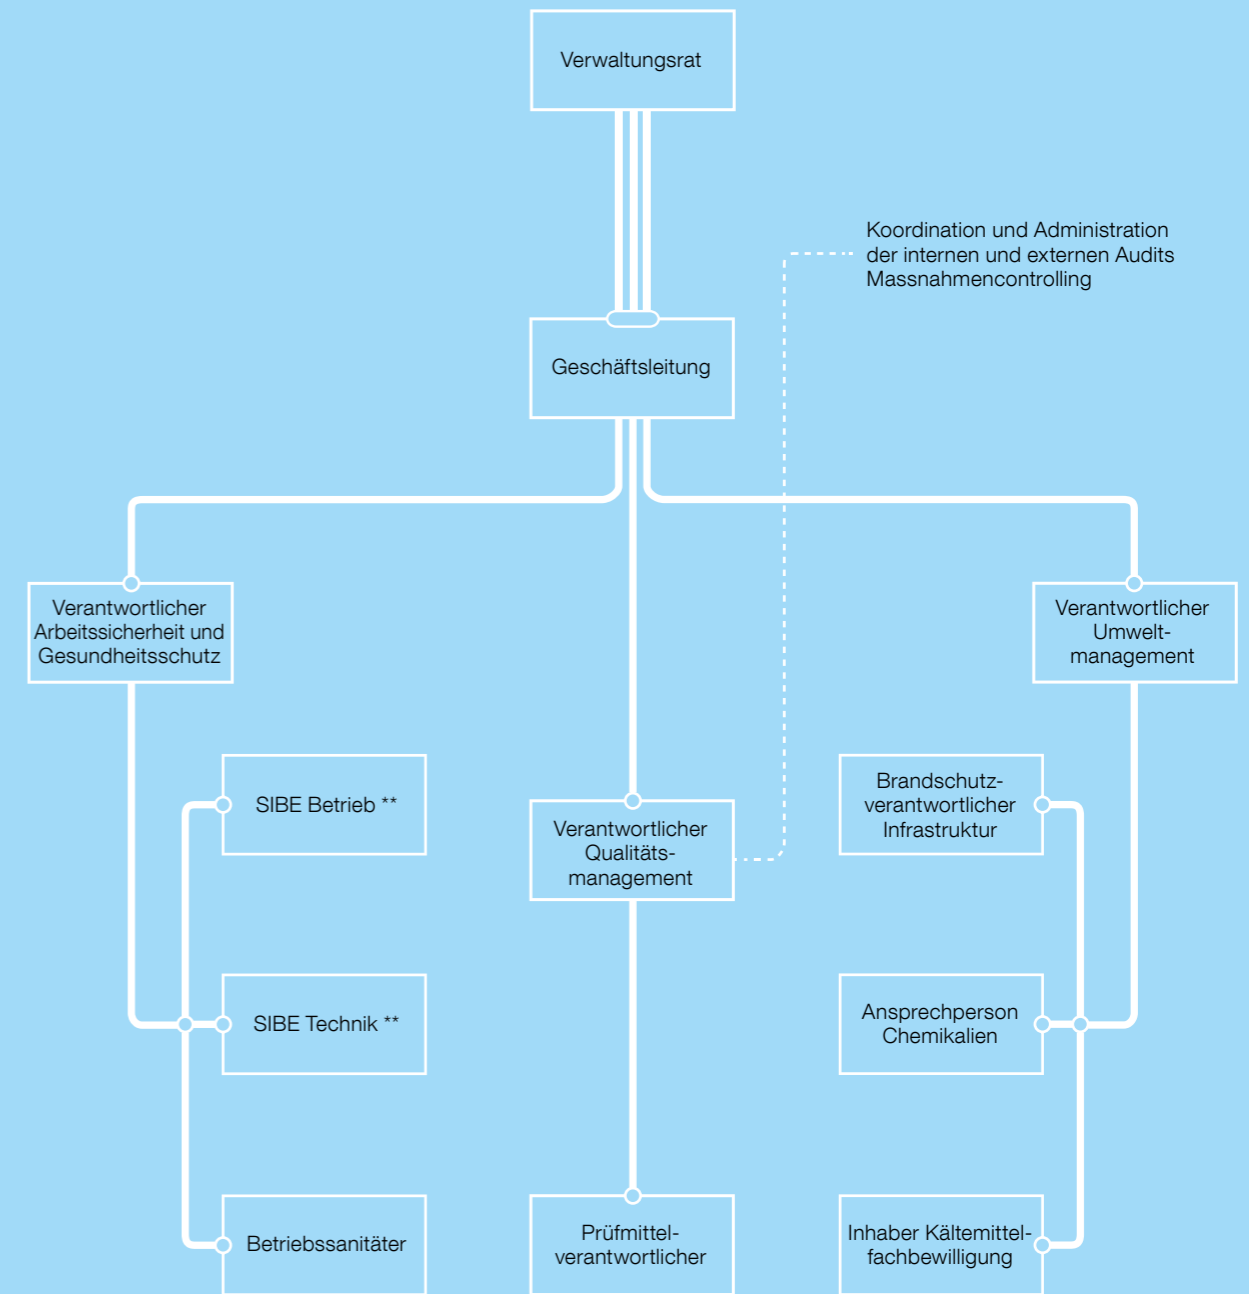 Verwaltungsrat
Koordination und Administration
der internen und externen Audits
Massnahmencontrolling
Geschäftsleitung
Verantwortlicher
Arbeitssicherheit und
Gesundheitsschutz
Verantwortlicher
Umwelt-
management
SIBE Betrieb **
Verantwortlicher
Qualitäts-
management
Brandschutz-
verantwortlicher
Infrastruktur
SIBE Technik **
Ansprechperson
Chemikalien
Betriebssanitäter
Prüfmittel-
verantwortlicher
Inhaber Kältemittel-
fachbewilligung